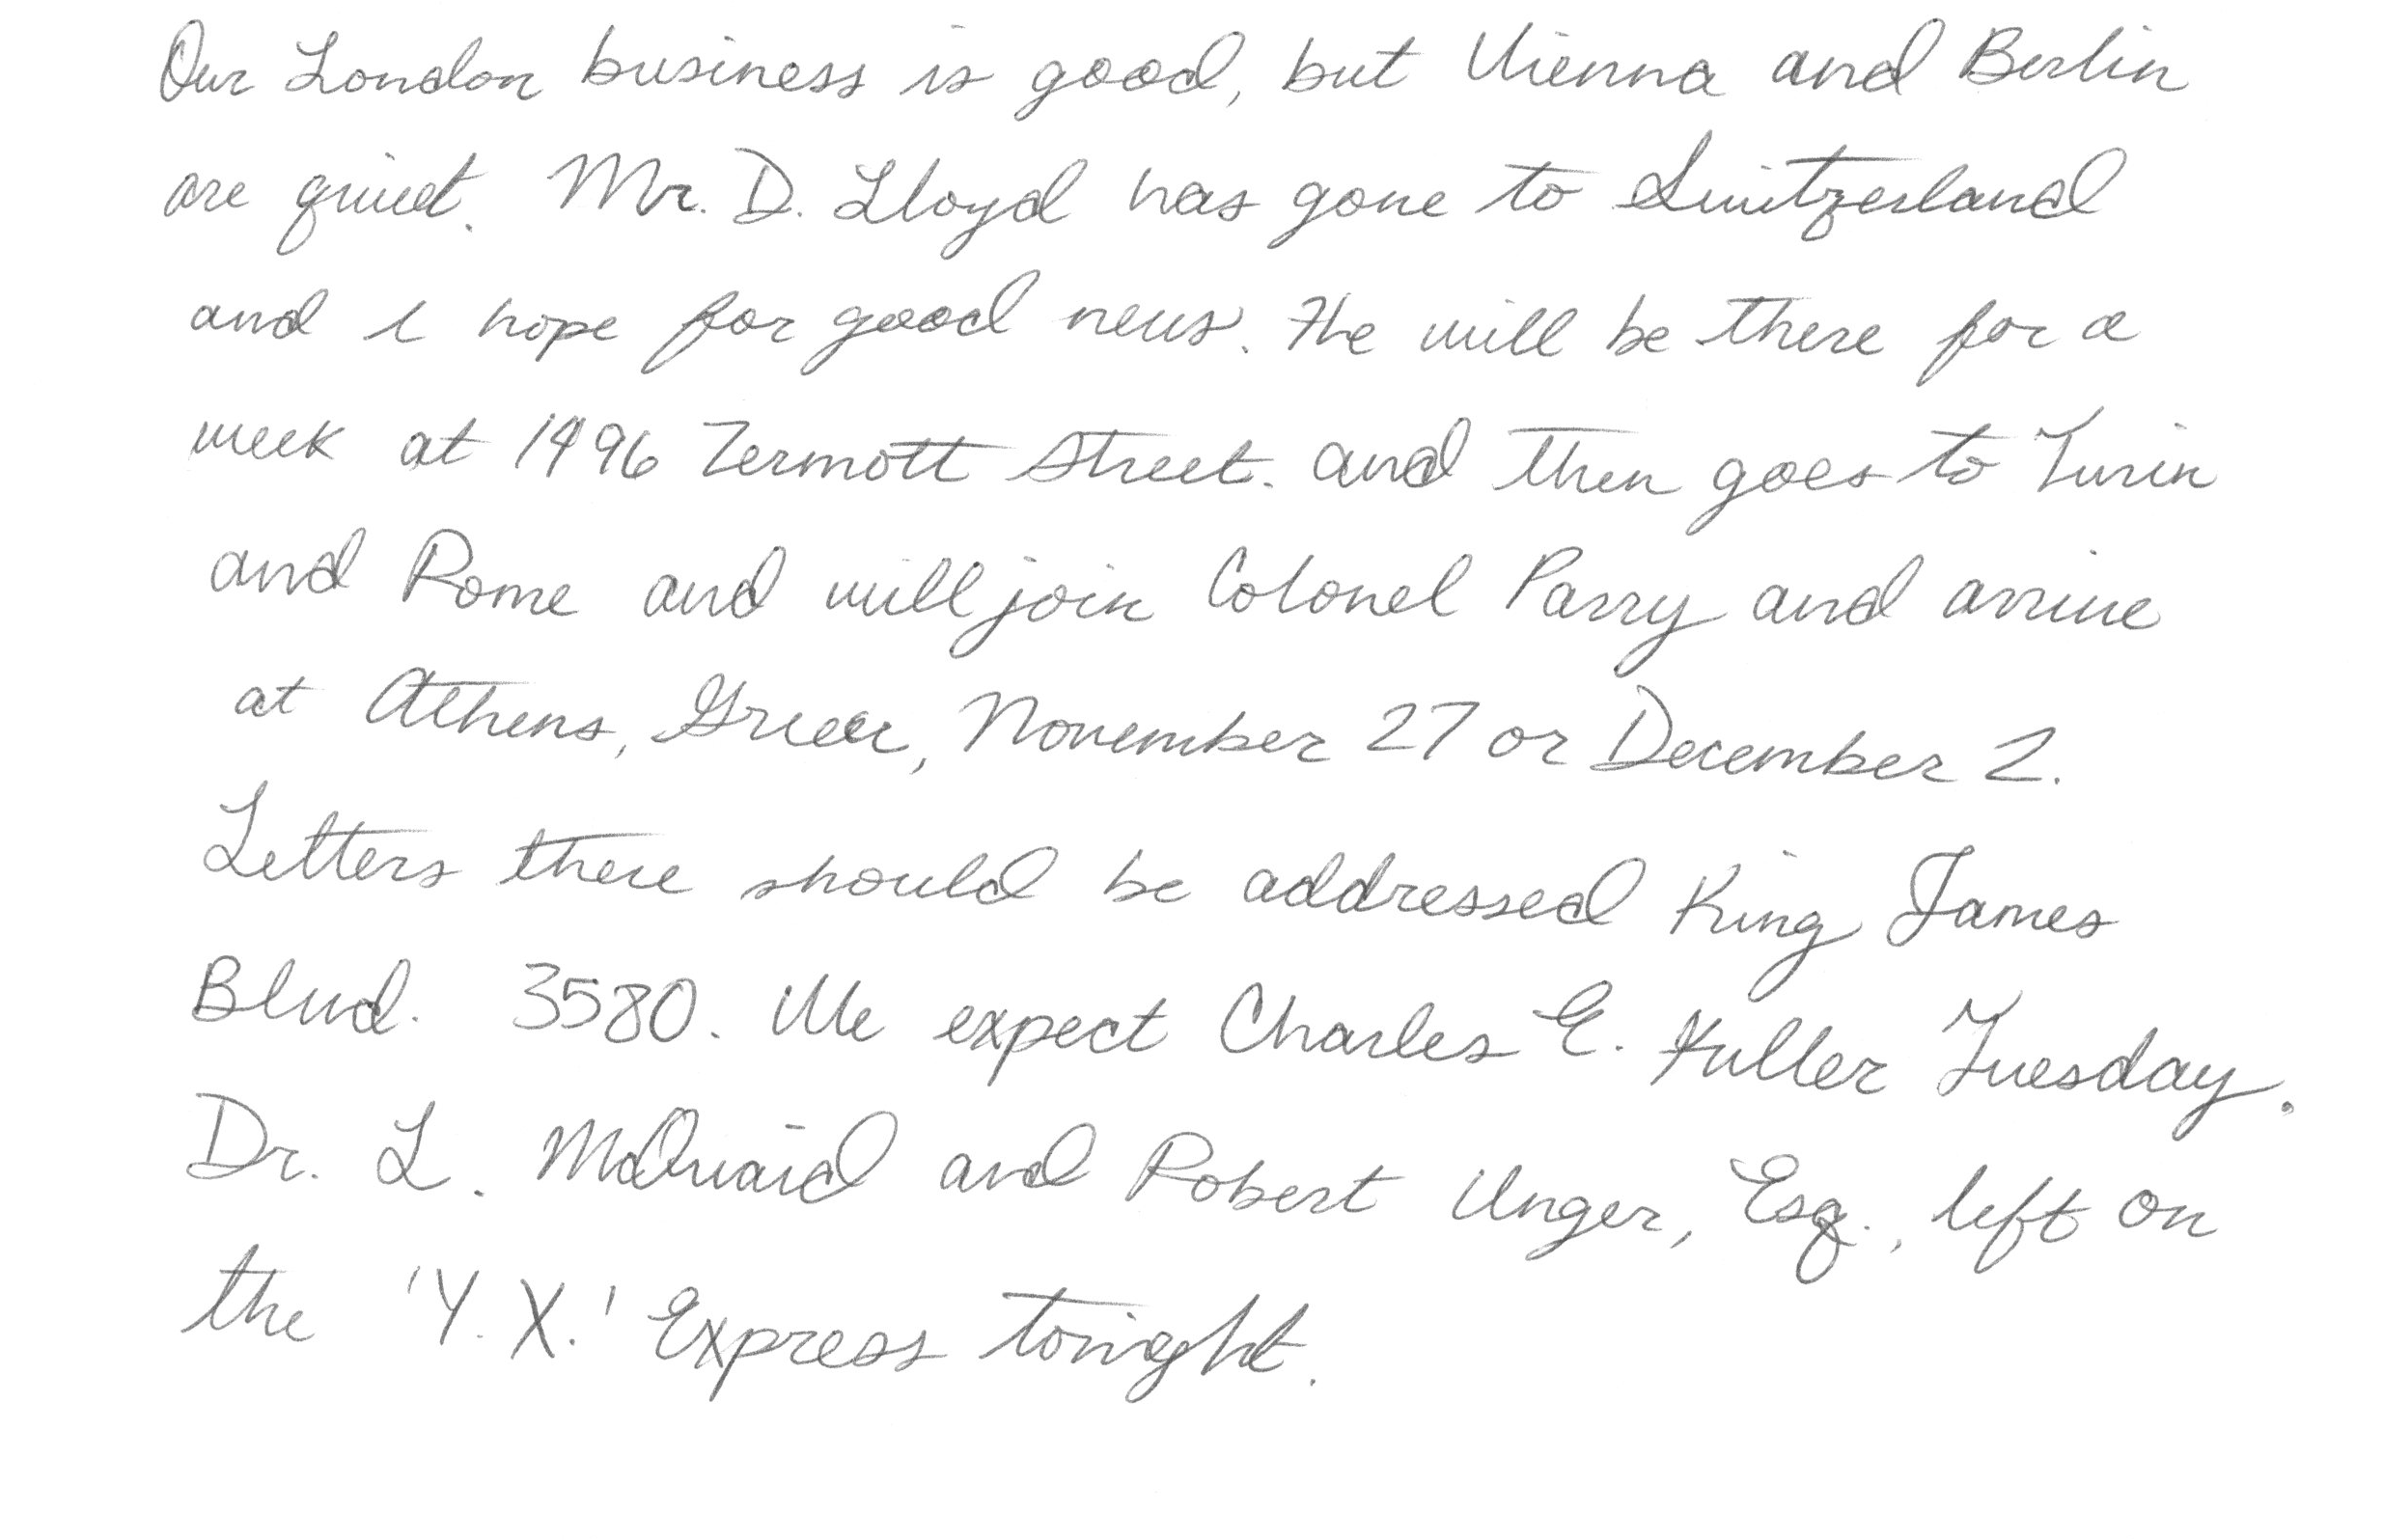 Our London business is good, but Vienna and Berlin
are quiet. Mr. D. Lloyd has gone to Switzerland
and i hope for good news. He will be there for a
week at 1496 Zermott Street. and then goes to Turin
and Rome and will join Colonel Parry and arrive
at Athens, Greece, November 27 or December 2.
Letters there should be addressed King James
Blvd. 3580. We expect Charles E. Fuller Tuesday.
Dr. L. McQuaid and Robert Unger, Esq., left on
the 'Y. X.' Express tonight.